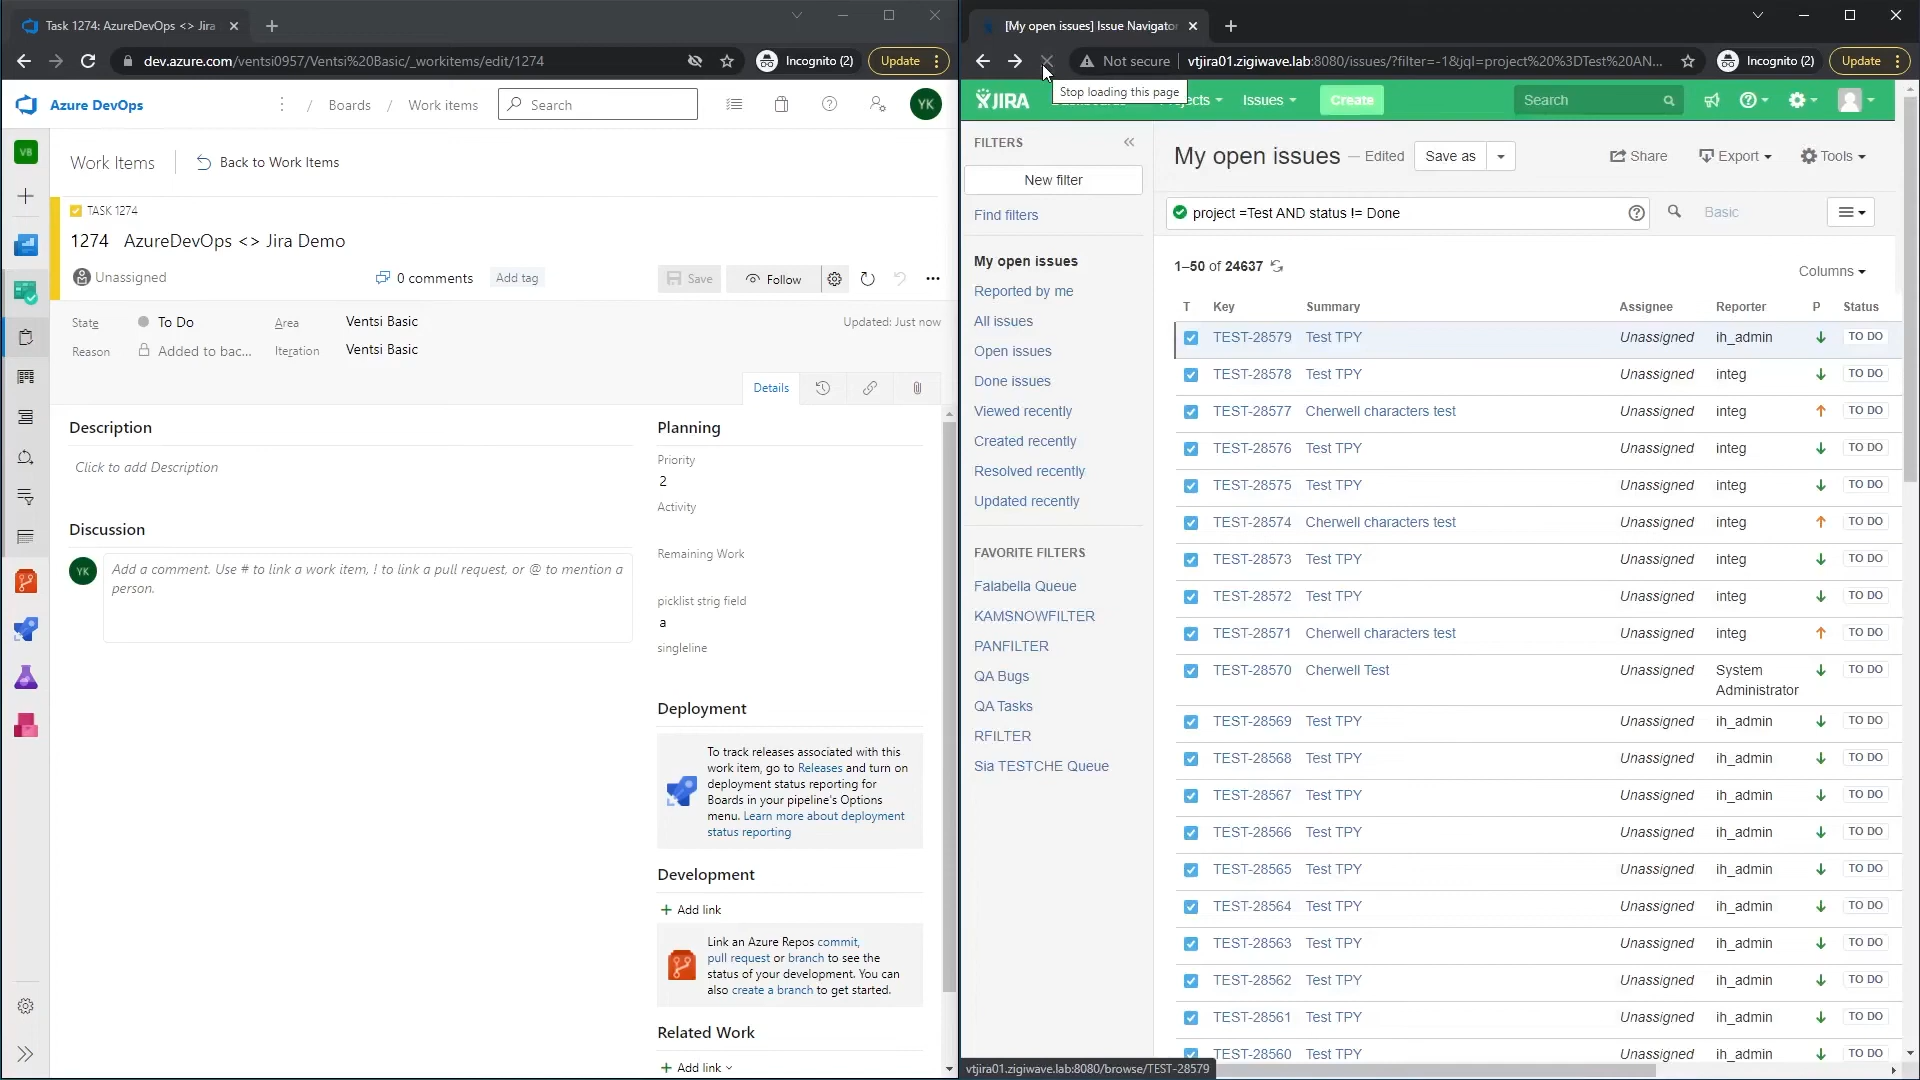 Task 1274: AzureDevOps <> Jira
dev.azure.com/ventsi0957/Ventsi%20Basic/_workitems/edit/1274
Incognito (2)
Update
Azure DevOps
/ Boards / Work items
Search
YK
VB
Work Items
Back to Work Items
TASK 1274
1274 AzureDevOps <> Jira Demo
Unassigned
0 comments
Add tag
Save
Follow
State
To Do
Area
Ventsi Basic
Updated: Just now
Reason
Added to bac...
Iteration
Ventsi Basic
Details
Description
Click to add Description
Discussion
YK
Add a comment. Use # to link a work item, ! to link a pull request, or @ to mention a
person.
Planning
Priority
2
Activity
Remaining Work
picklist strig field
a
singleline
Deployment
To track releases associated with this
work item, go to Releases and turn on
deployment status reporting for
Boards in your pipeline's Options
menu. Learn more about deployment
status reporting
Development
Add link
Link an Azure Repos commit,
pull request or branch to see the
status of your development. You can
also create a branch to get started.
Related Work
Add link
[My open issues] Issue Navigator
Not secure
vtjira01.zigiwave.lab:8080/issues/?filter=-1&jql=project%20%3DTest%20AN...
Incognito (2)
Update
Stop loading this page
JIRA
Issues
Create
Search
FILTERS
New filter
Find filters
My open issues
Reported by me
All issues
Open issues
Done issues
Viewed recently
Created recently
Resolved recently
Updated recently
FAVORITE FILTERS
Falabella Queue
KAMSNOWFILTER
PANFILTER
QA Bugs
QA Tasks
RFILTER
Sia TESTCHE Queue
My open issues — Edited
Save as
Share
Export
Tools
project =Test AND status != Done
Basic
1–50 of 24637
Columns
T Key Summary Assignee Reporter P Status
TEST-28579 Test TPY Unassigned ih_admin TO DO
TEST-28578 Test TPY Unassigned integ TO DO
TEST-28577 Cherwell characters test Unassigned integ TO DO
TEST-28576 Test TPY Unassigned integ TO DO
TEST-28575 Test TPY Unassigned integ TO DO
TEST-28574 Cherwell characters test Unassigned integ TO DO
TEST-28573 Test TPY Unassigned integ TO DO
TEST-28572 Test TPY Unassigned integ TO DO
TEST-28571 Cherwell characters test Unassigned integ TO DO
TEST-28570 Cherwell Test Unassigned System Administrator TO DO
TEST-28569 Test TPY Unassigned ih_admin TO DO
TEST-28568 Test TPY Unassigned ih_admin TO DO
TEST-28567 Test TPY Unassigned ih_admin TO DO
TEST-28566 Test TPY Unassigned ih_admin TO DO
TEST-28565 Test TPY Unassigned ih_admin TO DO
TEST-28564 Test TPY Unassigned ih_admin TO DO
TEST-28563 Test TPY Unassigned ih_admin TO DO
TEST-28562 Test TPY Unassigned ih_admin TO DO
TEST-28561 Test TPY Unassigned ih_admin TO DO
TEST-28560 Test TPY Unassigned ih_admin TO DO
vtjira01.zigiwave.lab:8080/browse/TEST-28579